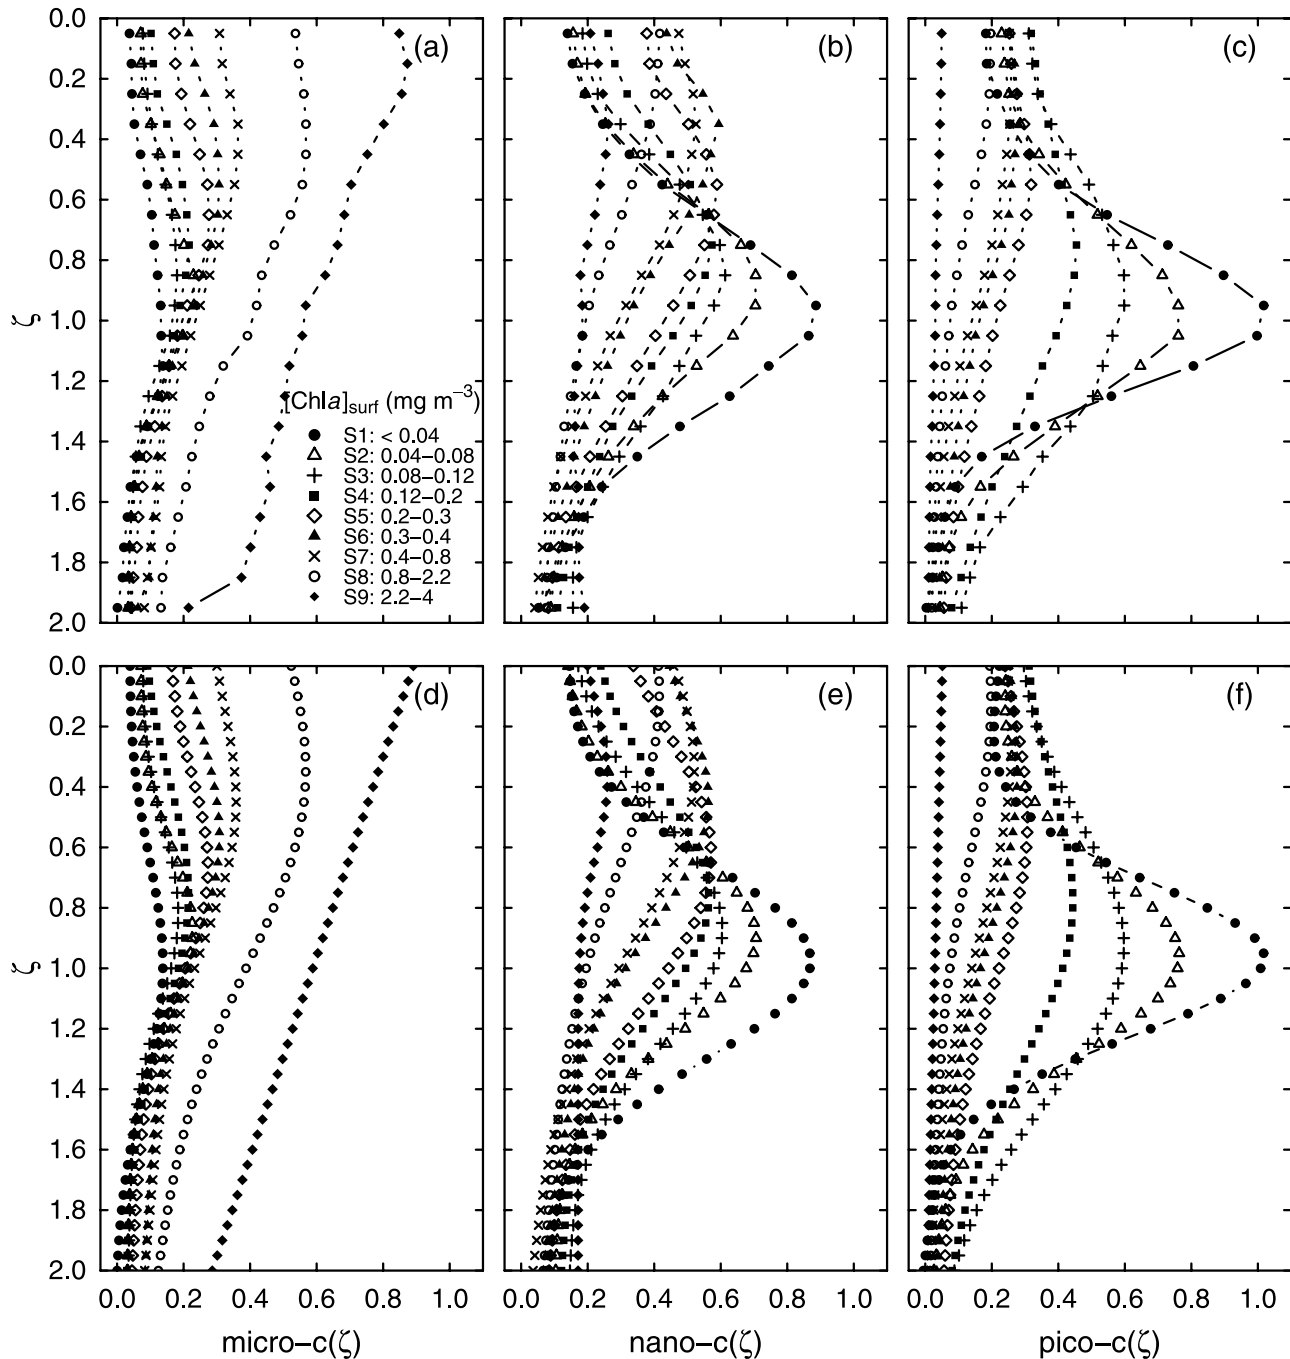 0.0
0.2
0.4
0.6
0.8
1.0
1.2
1.4
1.6
1.8
2.0
ζ
(a)
[Chla]surf (mg m−3)
S1: < 0.04
S2: 0.04−0.08
S3: 0.08−0.12
S4: 0.12−0.2
S5: 0.2−0.3
S6: 0.3−0.4
S7: 0.4−0.8
S8: 0.8−2.2
S9: 2.2−4
(b)
(c)
0.0
0.2
0.4
0.6
0.8
1.0
1.2
1.4
1.6
1.8
2.0
ζ
(d)
(e)
(f)
0.0 0.2 0.4 0.6 0.8 1.0
0.0 0.2 0.4 0.6 0.8 1.0
0.0 0.2 0.4 0.6 0.8 1.0
micro−c(ζ)
nano−c(ζ)
pico−c(ζ)